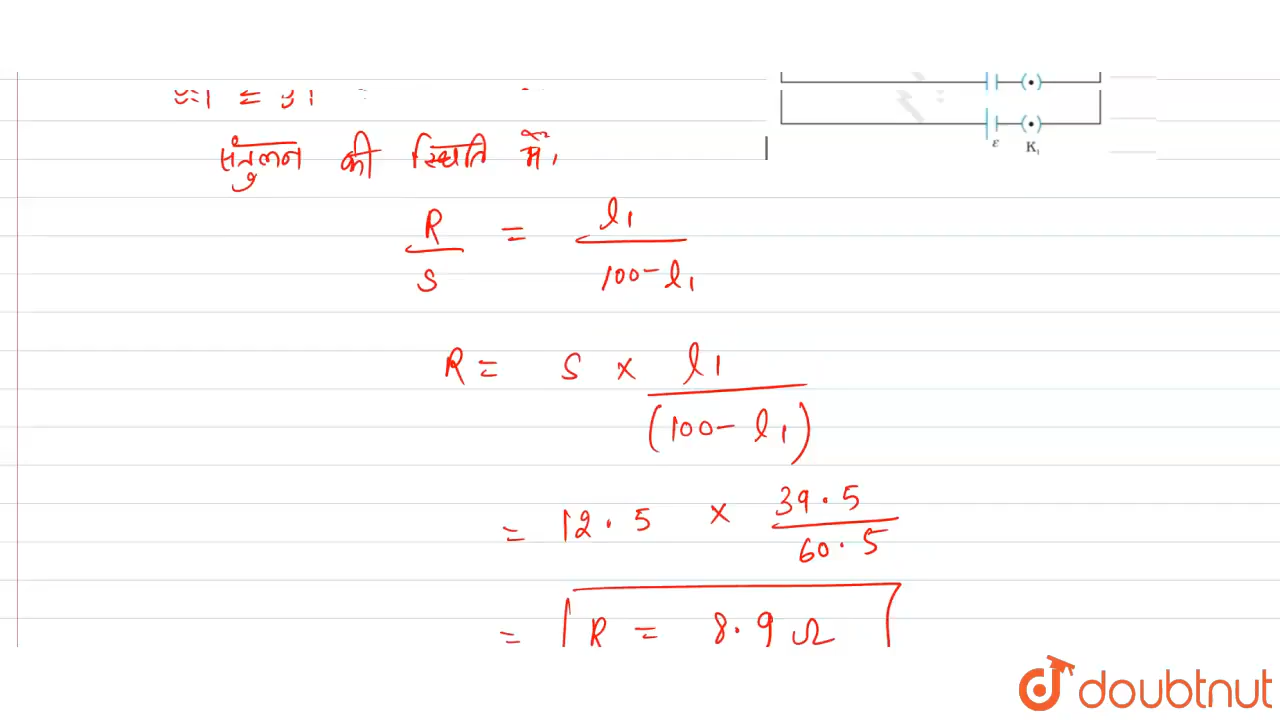 संतुलन की स्थिति में,
R/S = l₁/(100-l₁)
R = S × l₁/(100-l₁)
= 12.5 × 39.5/60.5
= R = 8.9 Ω
ε K₁
doubtnut